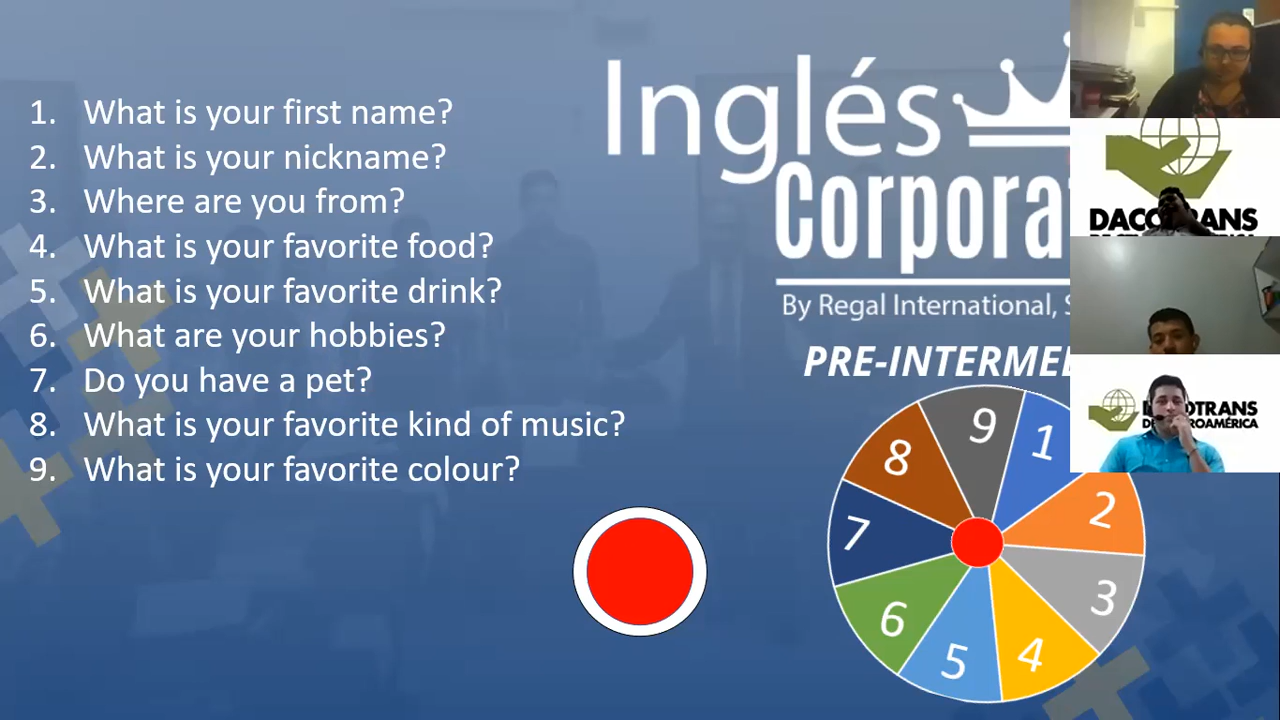 1. What is your first name?
2. What is your nickname?
3. Where are you from?
4. What is your favorite food?
5. What is your favorite drink?
6. What are your hobbies?
7. Do you have a pet?
8. What is your favorite kind of music?
9. What is your favorite colour?
Inglés
Corporat
By Regal International, S
PRE-INTERMED
9
1
8
2
7
3
6
5
4